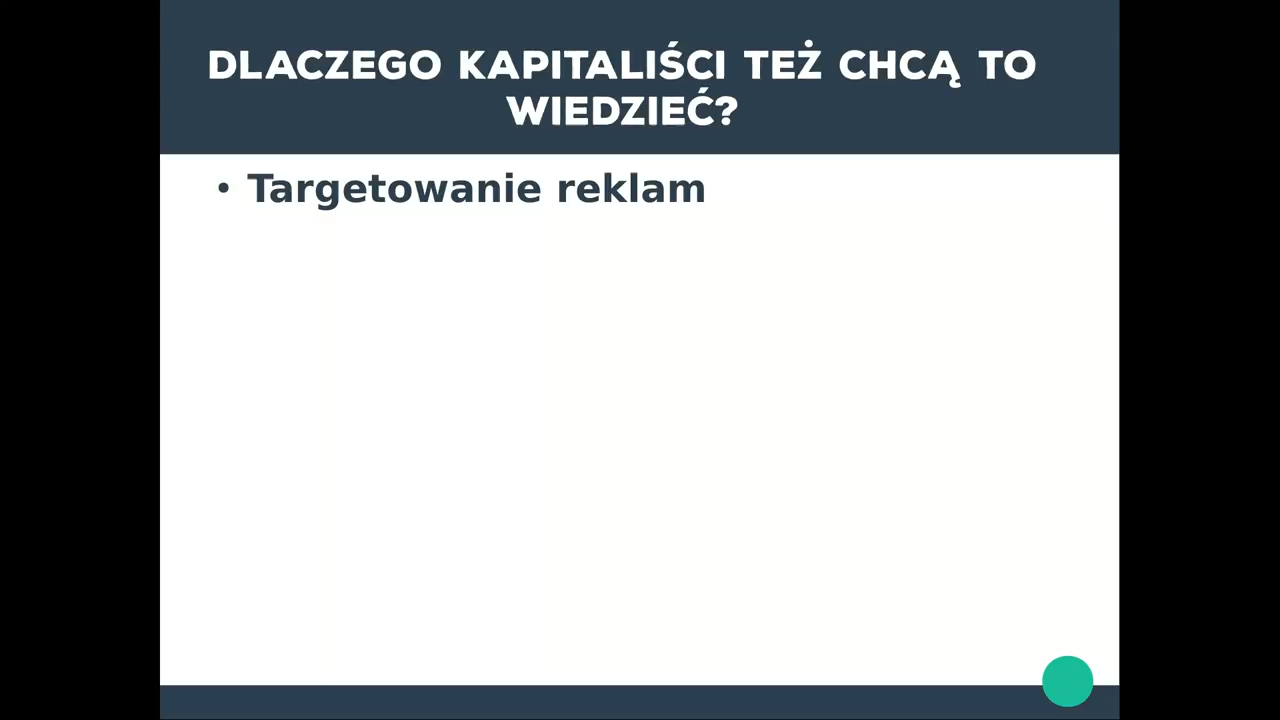 DLACZEGO KAPITALIŚCI TEŻ CHCĄ TO
WIEDZIEĆ?
• Targetowanie reklam